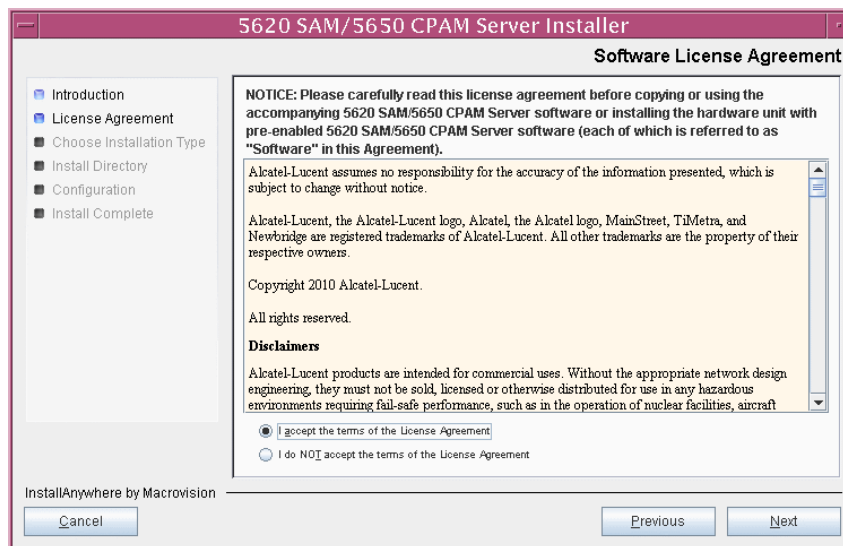 5620 SAM/5650 CPAM Server Installer
Software License Agreement
Introduction
License Agreement
Choose Installation Type
Install Directory
Configuration
Install Complete
NOTICE: Please carefully read this license agreement before copying or using the
accompanying 5620 SAM/5650 CPAM Server software or installing the hardware unit with
pre-enabled 5620 SAM/5650 CPAM Server software (each of which is referred to as
"Software" in this Agreement).
Alcatel-Lucent assumes no responsibility for the accuracy of the information presented, which is
subject to change without notice.
Alcatel-Lucent, the Alcatel-Lucent logo, Alcatel, the Alcatel logo, MainStreet, TiMetra, and
Newbridge are registered trademarks of Alcatel-Lucent. All other trademarks are the property of their
respective owners.
Copyright 2010 Alcatel-Lucent.
All rights reserved.
Disclaimers
Alcatel-Lucent products are intended for commercial uses. Without the appropriate network design
engineering, they must not be sold, licensed or otherwise distributed for use in any hazardous
environments requiring fail-safe performance, such as in the operation of nuclear facilities, aircraft
I accept the terms of the License Agreement
I do NOT accept the terms of the License Agreement
InstallAnywhere by Macrovision
Cancel
Previous
Next